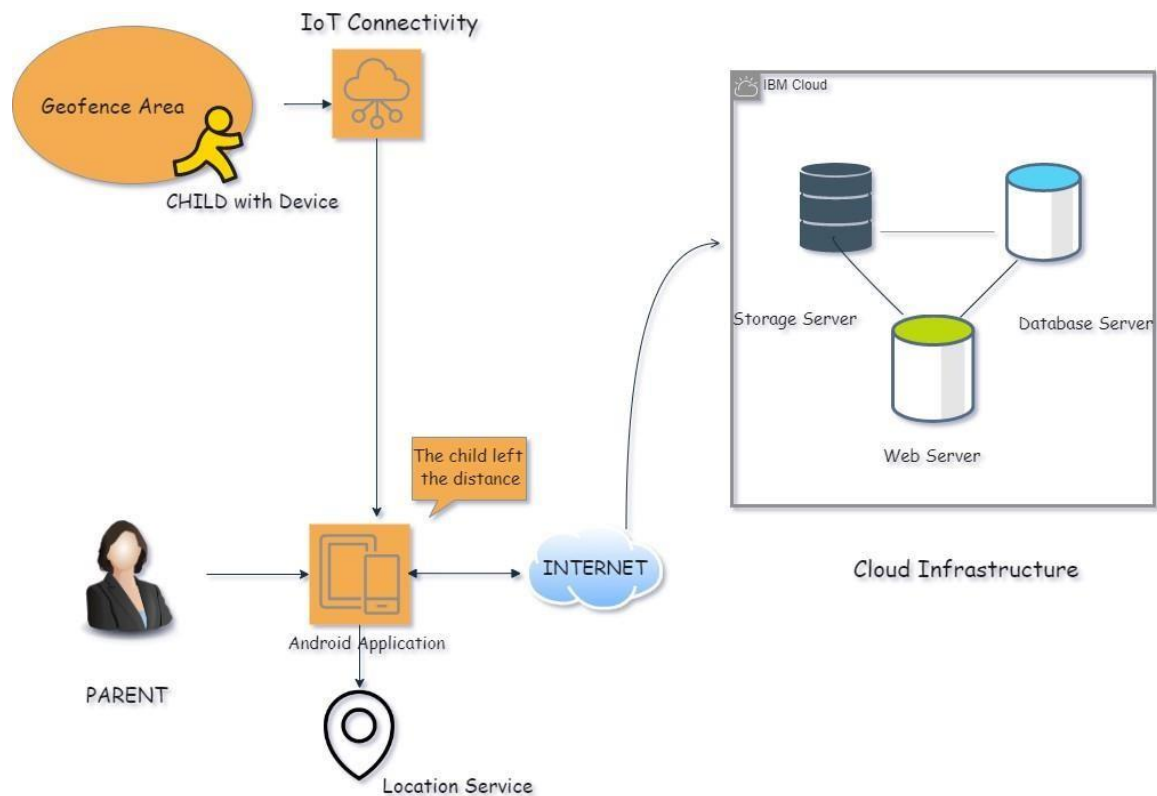 IoT Connectivity
Geofence Area
CHILD with Device
IBM Cloud
Storage Server
Database Server
Web Server
Cloud Infrastructure
The child left
the distance
INTERNET
Android Application
PARENT
Location Service